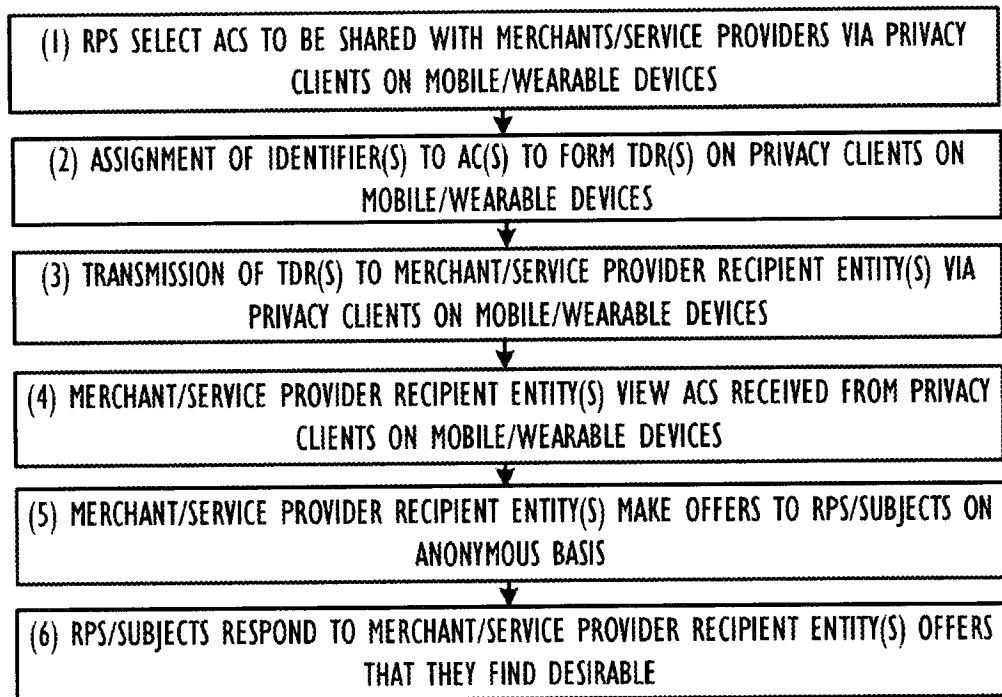 (1) RPS SELECT ACS TO BE SHARED WITH MERCHANTS/SERVICE PROVIDERS VIA PRIVACY
CLIENTS ON MOBILE/WEARABLE DEVICES
(2) ASSIGNMENT OF IDENTIFIER(S) TO AC(S) TO FORM TDR(S) ON PRIVACY CLIENTS ON
MOBILE/WEARABLE DEVICES
(3) TRANSMISSION OF TDR(S) TO MERCHANT/SERVICE PROVIDER RECIPIENT ENTITY(S) VIA
PRIVACY CLIENTS ON MOBILE/WEARABLE DEVICES
(4) MERCHANT/SERVICE PROVIDER RECIPIENT ENTITY(S) VIEW ACS RECEIVED FROM PRIVACY
CLIENTS ON MOBILE/WEARABLE DEVICES
(5) MERCHANT/SERVICE PROVIDER RECIPIENT ENTITY(S) MAKE OFFERS TO RPS/SUBJECTS ON
ANONYMOUS BASIS
(6) RPS/SUBJECTS RESPOND TO MERCHANT/SERVICE PROVIDER RECIPIENT ENTITY(S) OFFERS
THAT THEY FIND DESIRABLE